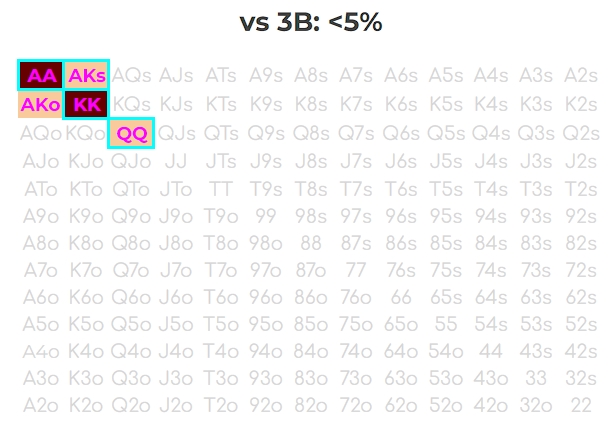 vs 3B: <5%
AA AKs AQs AJs ATs A9s A8s A7s A6s A5s A4s A3s A2s
AKo KK KQs KJs KTs K9s K8s K7s K6s K5s K4s K3s K2s
AQo KQo QQ QJs QTs Q9s Q8s Q7s Q6s Q5s Q4s Q3s Q2s
AJo KJo QJo JJ JTs J9s J8s J7s J6s J5s J4s J3s J2s
ATo KTo QTo JTo TT T9s T8s T7s T6s T5s T4s T3s T2s
A9o K9o Q9o J9o T9o 99 98s 97s 96s 95s 94s 93s 92s
A8o K8o Q8o J8o T8o 98o 88 87s 86s 85s 84s 83s 82s
A7o K7o Q7o J7o T7o 97o 87o 77 76s 75s 74s 73s 72s
A6o K6o Q6o J6o T6o 96o 86o 76o 66 65s 64s 63s 62s
A5o K5o Q5o J5o T5o 95o 85o 75o 65o 55 54s 53s 52s
A4o K4o Q4o J4o T4o 94o 84o 74o 64o 54o 44 43s 42s
A3o K3o Q3o J3o T3o 93o 83o 73o 63o 53o 43o 33 32s
A2o K2o Q2o J2o T2o 92o 82o 72o 62o 52o 42o 32o 22